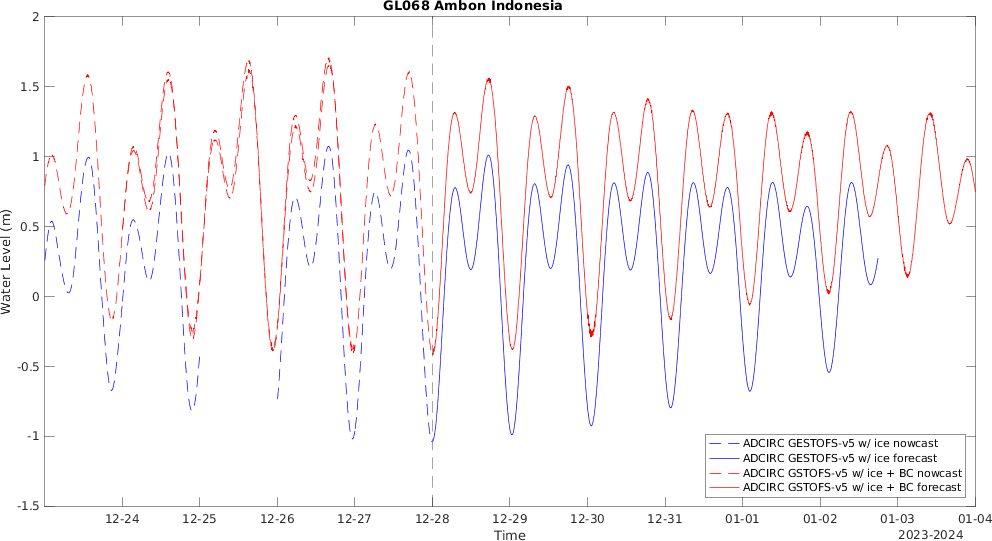 GL068 Ambon Indonesia
2
1.5
1
0.5
0
-0.5
-1
-1.5
Water Level (m)
ADCIRC GESTOFS-v5 w/ ice nowcast
ADCIRC GESTOFS-v5 w/ ice forecast
ADCIRC GSTOFS-v5 w/ ice + BC nowcast
ADCIRC GSTOFS-v5 w/ ice + BC forecast
12-24 12-25 12-26 12-27 12-28 12-29 12-30 12-31 01-01 01-02 01-03 01-04
Time
2023-2024